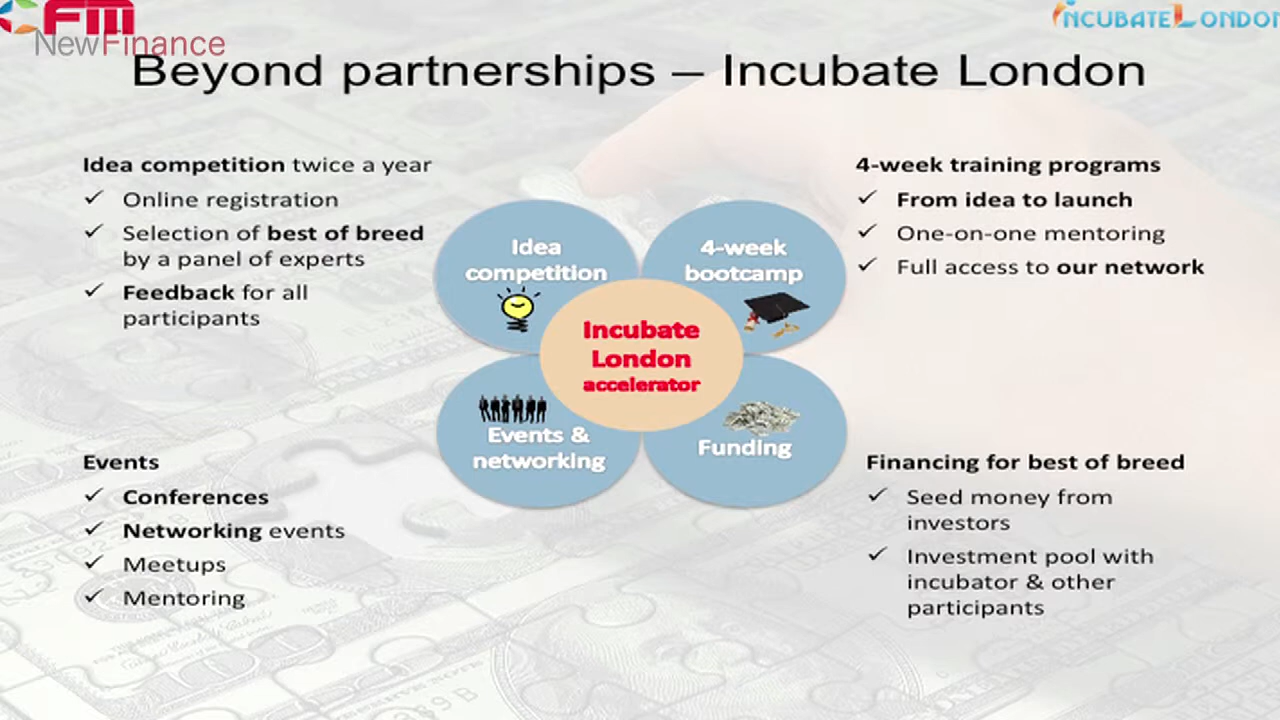 FM
NewFinance
INCUBATELONDON
Beyond partnerships – Incubate London
Idea competition twice a year
✓ Online registration
✓ Selection of best of breed
by a panel of experts
✓ Feedback for all
participants
4-week training programs
✓ From idea to launch
✓ One-on-one mentoring
✓ Full access to our network
Idea
competition
4-week
bootcamp
Incubate
London
accelerator
Events &
networking
Funding
Events
✓ Conferences
✓ Networking events
✓ Meetups
✓ Mentoring
Financing for best of breed
✓ Seed money from
investors
✓ Investment pool with
incubator & other
participants